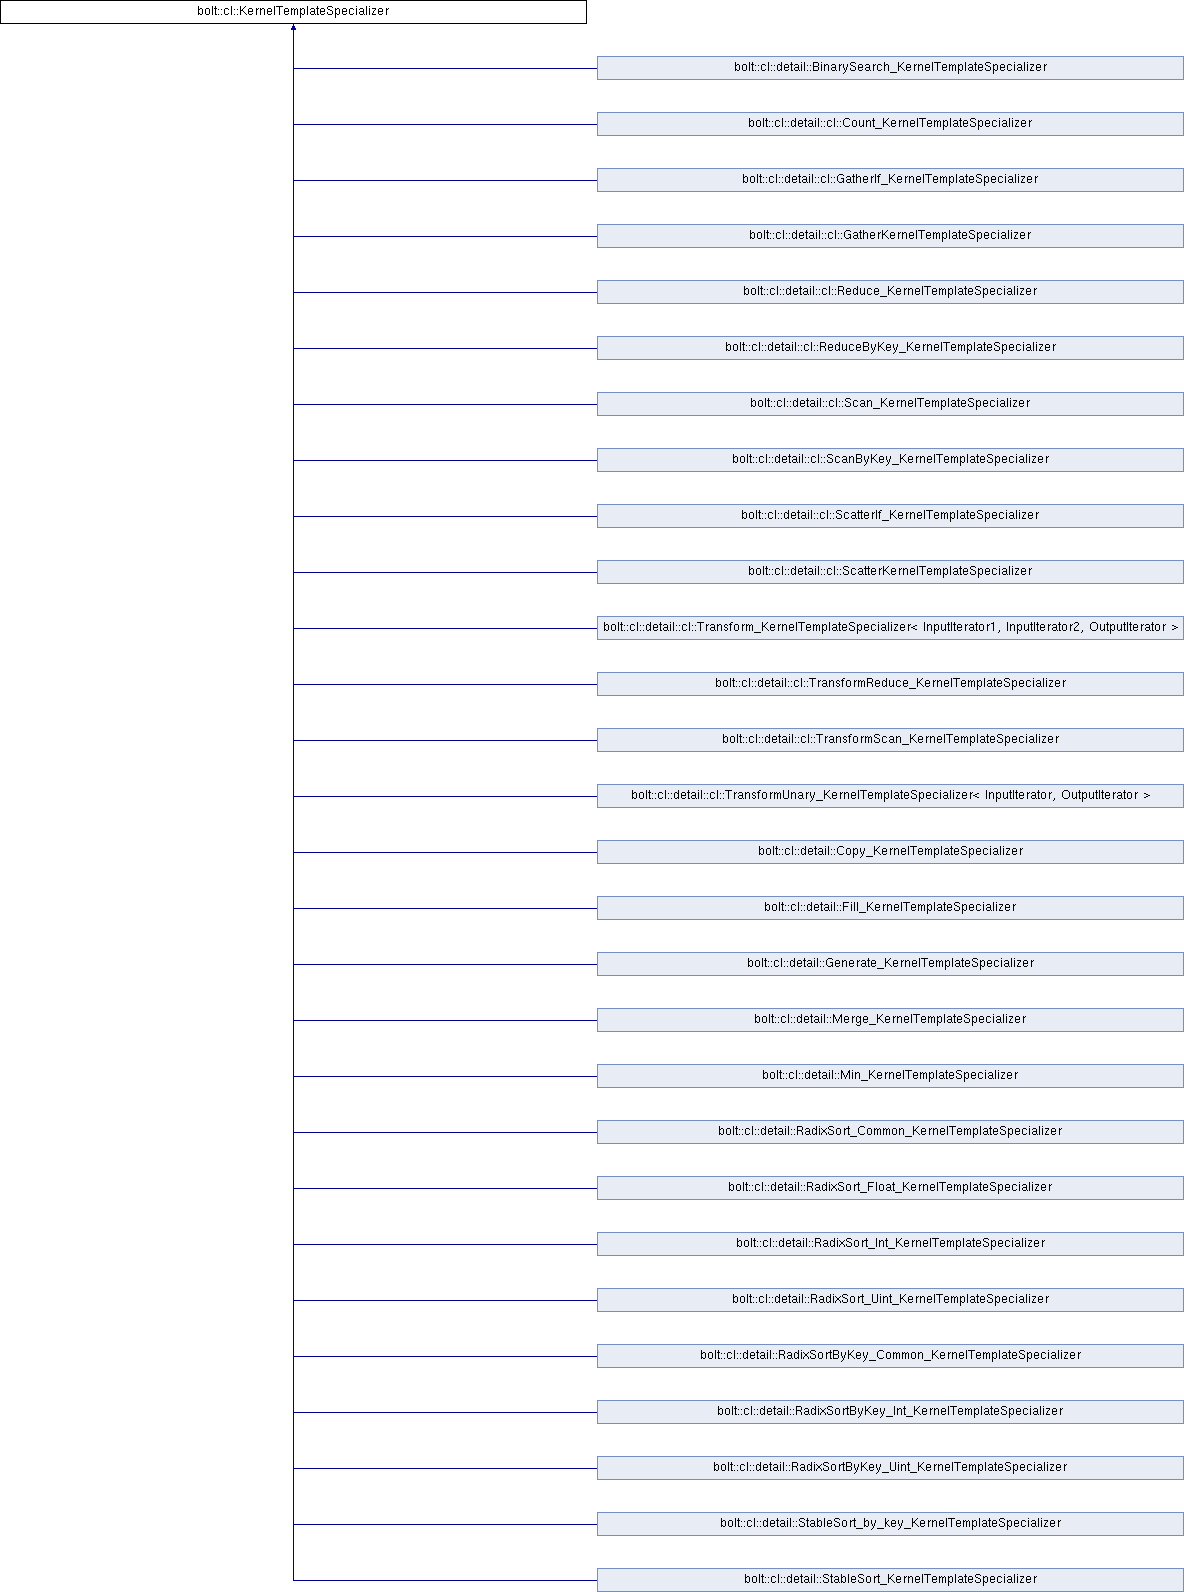 bolt::cl::KernelTemplateSpecializer
bolt::cl::detail::BinarySearch_KernelTemplateSpecializer
bolt::cl::detail::cl::Count_KernelTemplateSpecializer
bolt::cl::detail::cl::GatherIf_KernelTemplateSpecializer
bolt::cl::detail::cl::GatherKernelTemplateSpecializer
bolt::cl::detail::cl::Reduce_KernelTemplateSpecializer
bolt::cl::detail::cl::ReduceByKey_KernelTemplateSpecializer
bolt::cl::detail::cl::Scan_KernelTemplateSpecializer
bolt::cl::detail::cl::ScanByKey_KernelTemplateSpecializer
bolt::cl::detail::cl::ScatterIf_KernelTemplateSpecializer
bolt::cl::detail::cl::ScatterKernelTemplateSpecializer
bolt::cl::detail::cl::Transform_KernelTemplateSpecializer< InputIterator1, InputIterator2, OutputIterator >
bolt::cl::detail::cl::TransformReduce_KernelTemplateSpecializer
bolt::cl::detail::cl::TransformScan_KernelTemplateSpecializer
bolt::cl::detail::cl::TransformUnary_KernelTemplateSpecializer< InputIterator, OutputIterator >
bolt::cl::detail::Copy_KernelTemplateSpecializer
bolt::cl::detail::Fill_KernelTemplateSpecializer
bolt::cl::detail::Generate_KernelTemplateSpecializer
bolt::cl::detail::Merge_KernelTemplateSpecializer
bolt::cl::detail::Min_KernelTemplateSpecializer
bolt::cl::detail::RadixSort_Common_KernelTemplateSpecializer
bolt::cl::detail::RadixSort_Float_KernelTemplateSpecializer
bolt::cl::detail::RadixSort_Int_KernelTemplateSpecializer
bolt::cl::detail::RadixSort_Uint_KernelTemplateSpecializer
bolt::cl::detail::RadixSortByKey_Common_KernelTemplateSpecializer
bolt::cl::detail::RadixSortByKey_Int_KernelTemplateSpecializer
bolt::cl::detail::RadixSortByKey_Uint_KernelTemplateSpecializer
bolt::cl::detail::StableSort_by_key_KernelTemplateSpecializer
bolt::cl::detail::StableSort_KernelTemplateSpecializer